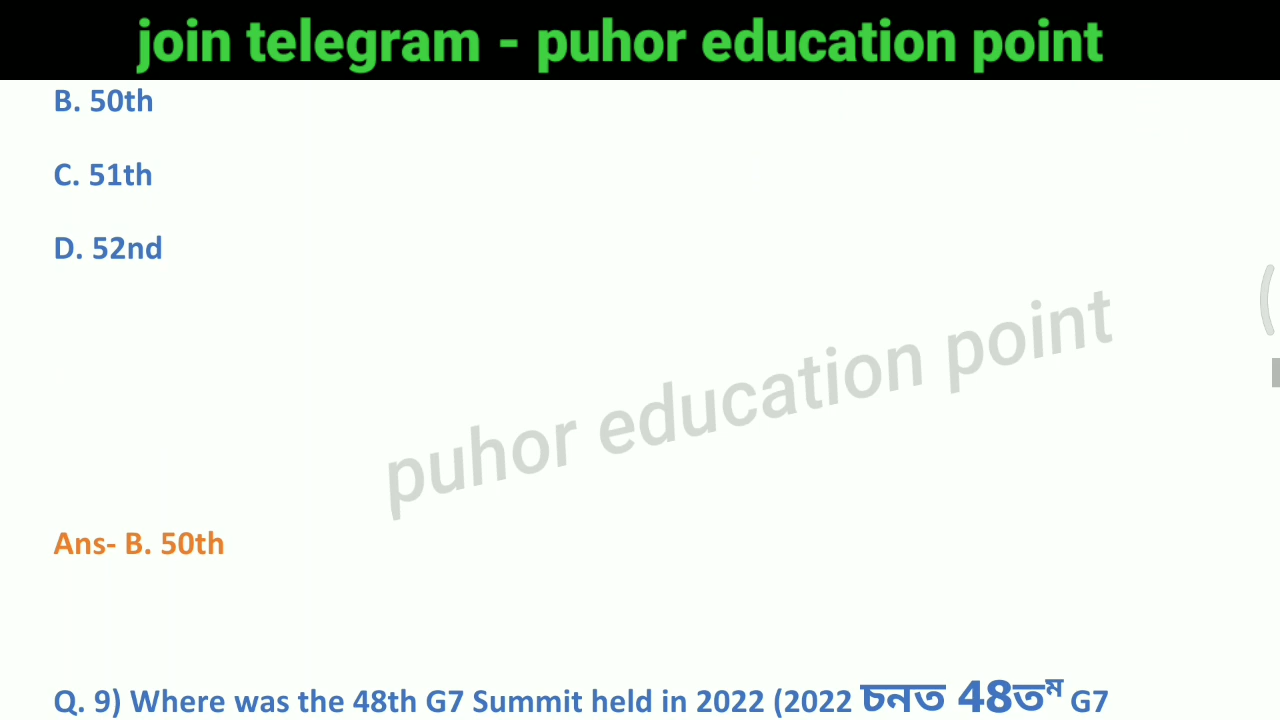 join telegram - puhor education point
B. 50th
C. 51th
D. 52nd
puhor education point
Ans- B. 50th
Q. 9) Where was the 48th G7 Summit held in 2022 (2022 চনত 48তম G7